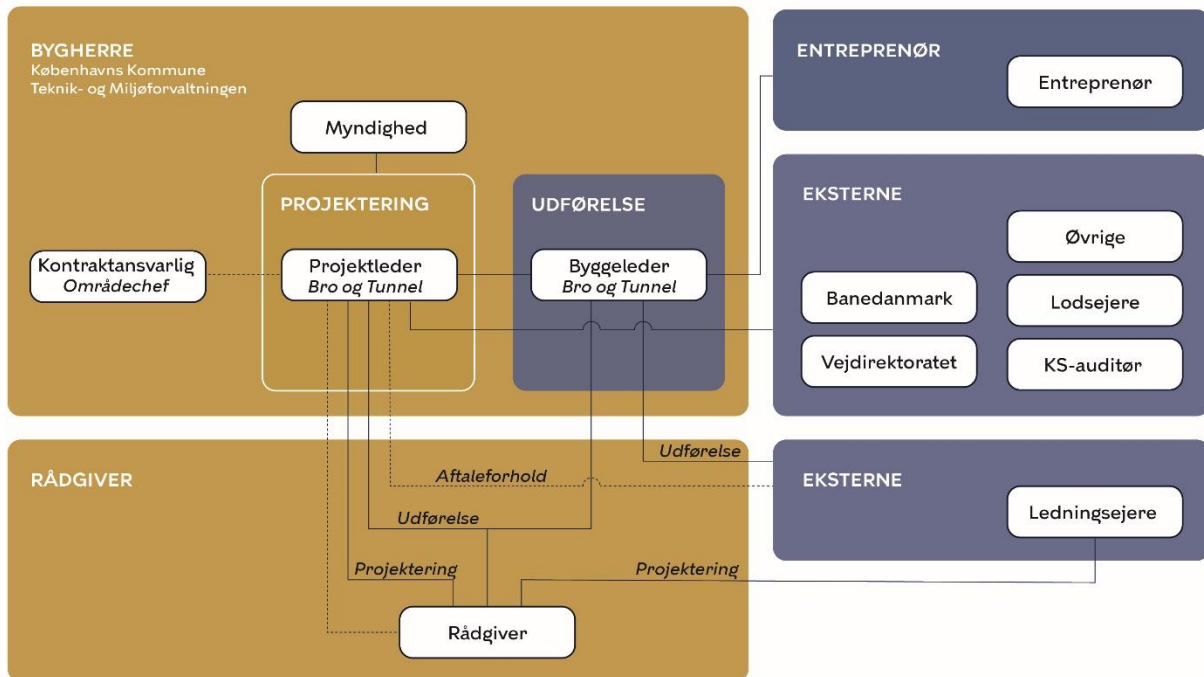 BYGHERRE
Københavns Kommune
Teknik- og Miljøforvaltningen
Myndighed
PROJEKTERING
Projektleder
Bro og Tunnel
Kontraktansvarlig
Områdechef
UDFØRELSE
Byggeleder
Bro og Tunnel
ENTREPRENØR
Entreprenør
EKSTERNE
Øvrige
Banedanmark
Lodsejere
Vejdirektoratet
KS-auditør
RÅDGIVER
Udførelse
Aftaleforhold
Udførelse
Projektering
Projektering
Rådgiver
EKSTERNE
Ledningsejere